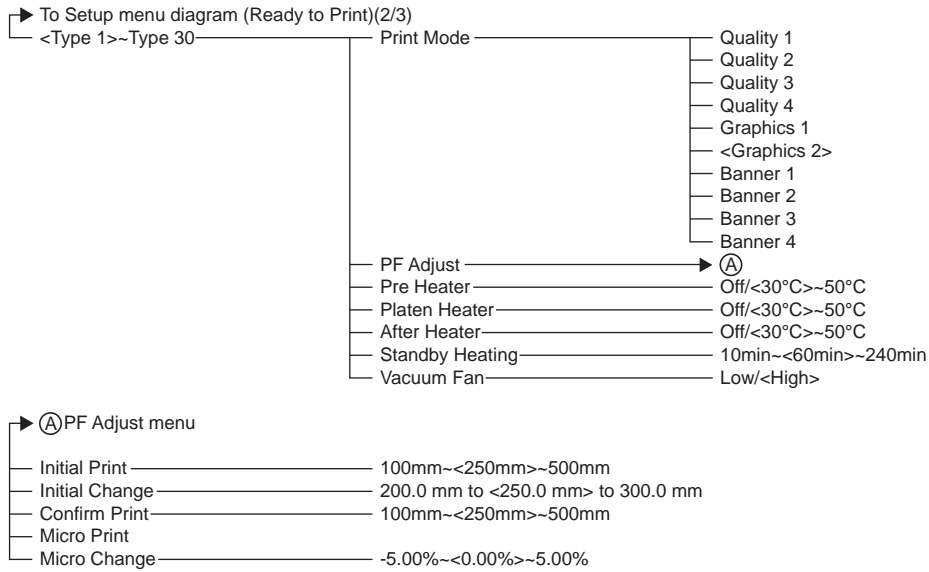 To Setup menu diagram (Ready to Print)(2/3)
<Type 1>~Type 30 Print Mode Quality 1
Quality 2
Quality 3
Quality 4
Graphics 1
<Graphics 2>
Banner 1
Banner 2
Banner 3
Banner 4
PF Adjust A
Pre Heater Off/<30°C>~50°C
Platen Heater Off/<30°C>~50°C
After Heater Off/<30°C>~50°C
Standby Heating 10min~<60min>~240min
Vacuum Fan Low/<High>
A PF Adjust menu
Initial Print 100mm~<250mm>~500mm
Initial Change 200.0 mm to <250.0 mm> to 300.0 mm
Confirm Print 100mm~<250mm>~500mm
Micro Print
Micro Change -5.00%~<0.00%>~5.00%